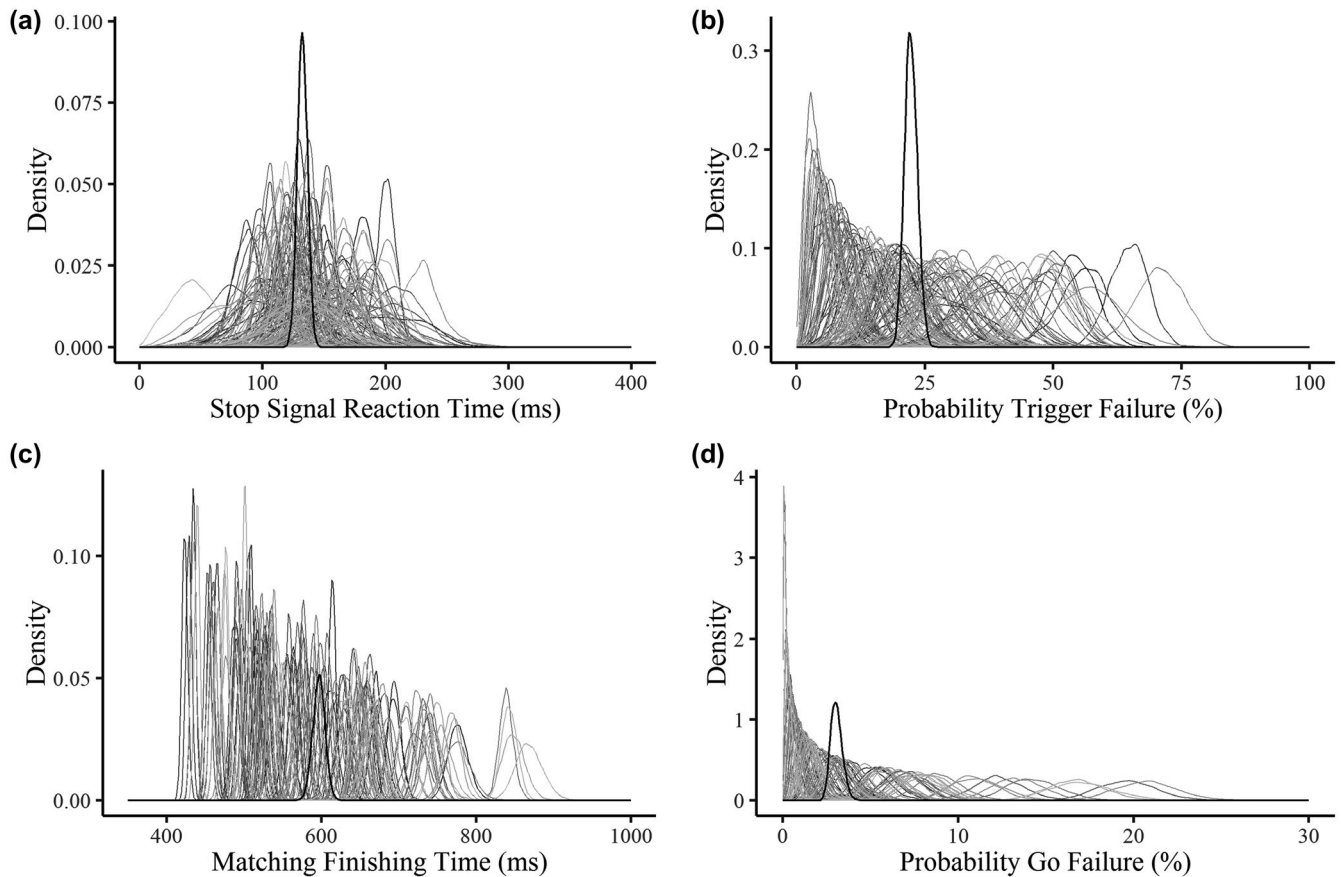 (a)
0.100
0.075
0.050
0.025
0.000
Density
0 100 200 300 400
Stop Signal Reaction Time (ms)
(b)
0.3
0.2
0.1
0.0
Density
0 25 50 75 100
Probability Trigger Failure (%)
(c)
0.10
0.05
0.00
Density
400 600 800 1000
Matching Finishing Time (ms)
(d)
4
3
2
1
0
Density
0 10 20 30
Probability Go Failure (%)